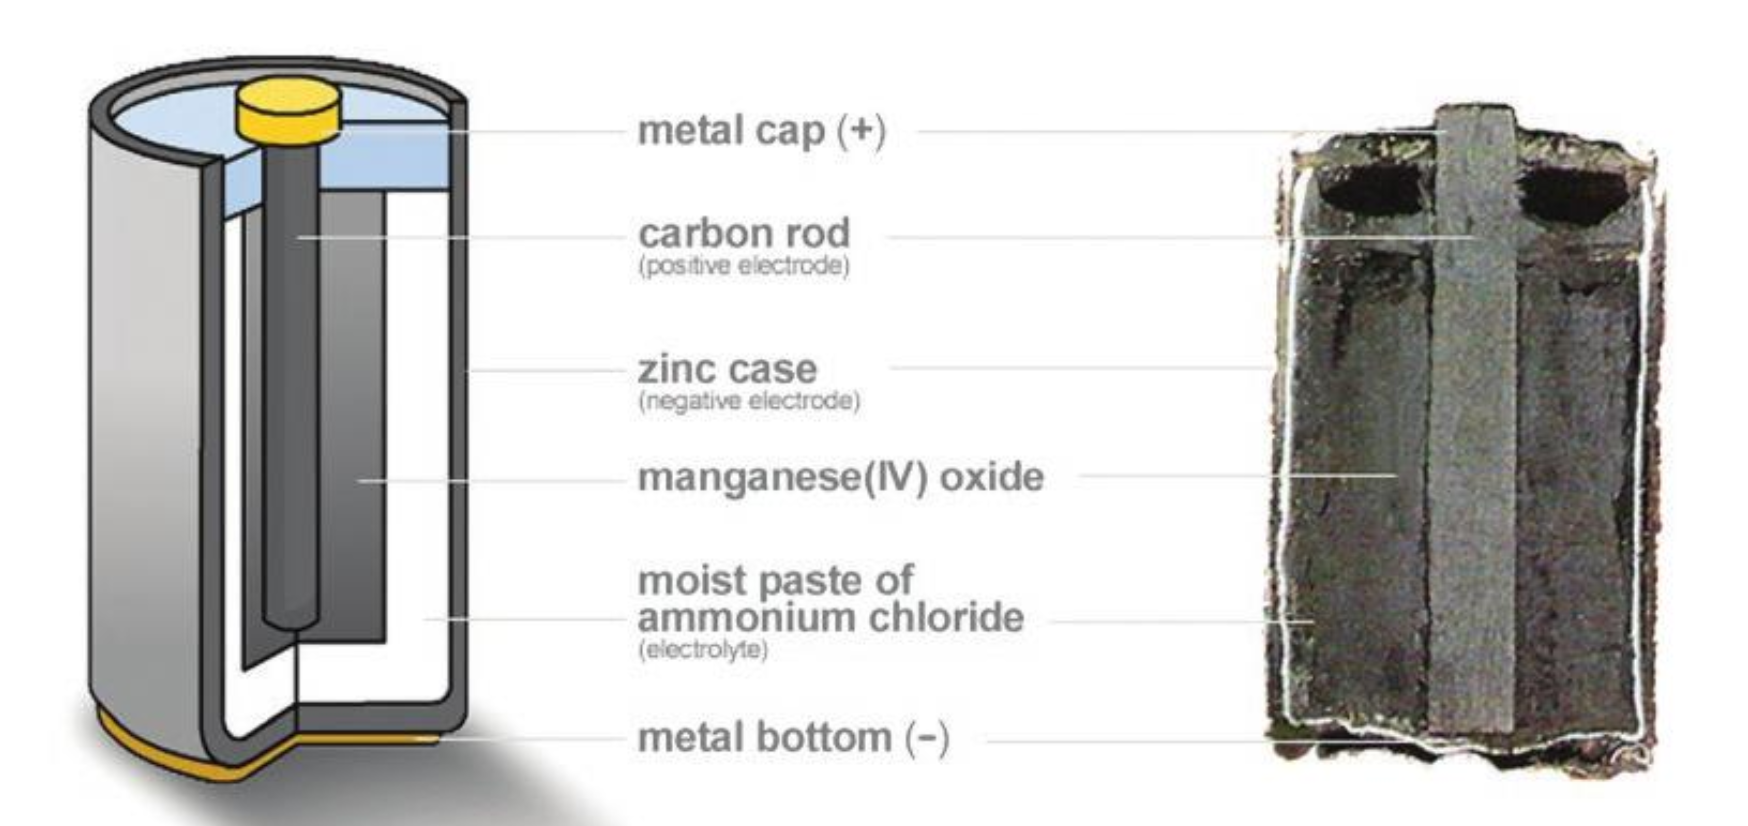 metal cap (+)
carbon rod
(positive electrode)
zinc case
(negative electrode)
manganese(IV) oxide
moist paste of
ammonium chloride
(electrolyte)
metal bottom (−)